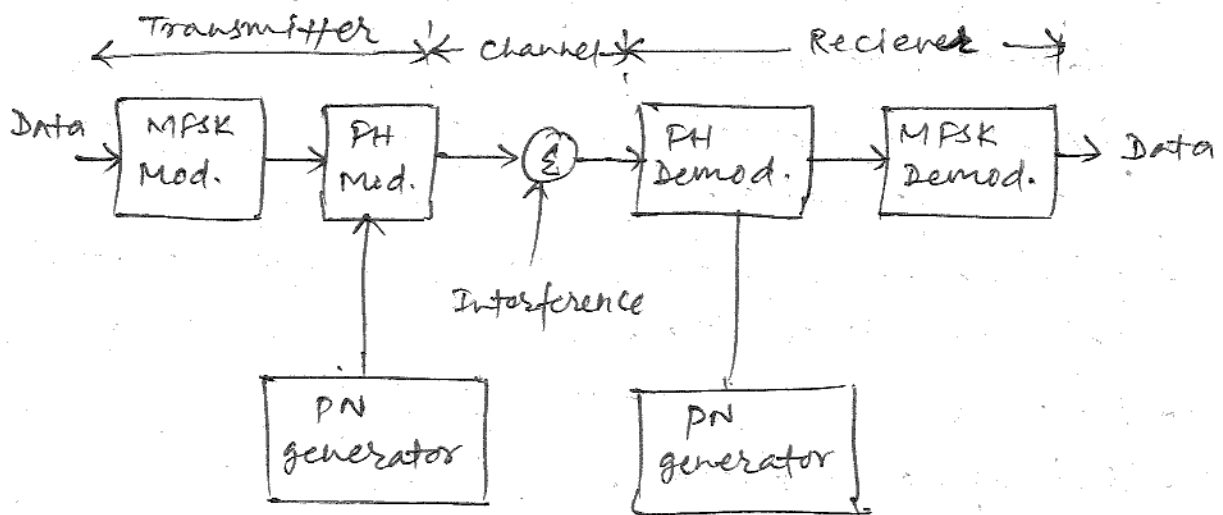 Transmitter Channel Reciever
Data MFSK Mod. FH Mod. Σ FH Demod. MFSK Demod. Data
Interference
PN generator PN generator